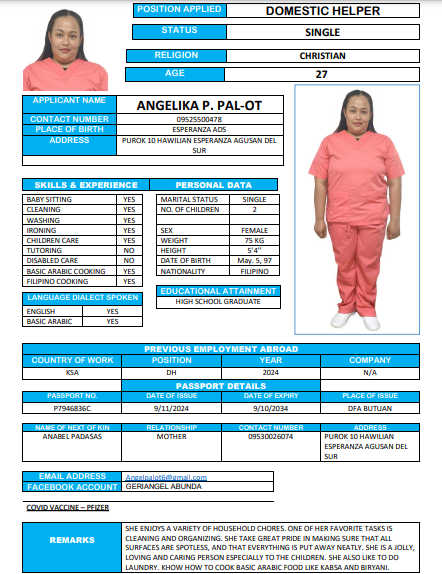 POSITION APPLIED DOMESTIC HELPER
STATUS SINGLE
RELIGION CHRISTIAN
AGE 27
APPLICANT NAME ANGELIKA P. PAL-OT
CONTACT NUMBER 09525500478
PLACE OF BIRTH ESPERANZA ADS
ADDRESS PUROK 10 HAWILIAN ESPERANZA AGUSAN DEL
SUR
SKILLS & EXPERIENCE
BABY SITTING YES
CLEANING YES
WASHING YES
IRONING YES
CHILDREN CARE YES
TUTORING NO
DISABLED CARE NO
BASIC ARABIC COOKING YES
FILIPINO COOKING YES
LANGUAGE DIALECT SPOKEN
ENGLISH YES
BASIC ARABIC YES
PERSONAL DATA
MARITAL STATUS SINGLE
NO. OF CHILDREN 2
SEX FEMALE
WEIGHT 75 KG
HEIGHT 5'4"
DATE OF BIRTH May. 5, 97
NATIONALITY FILIPINO
EDUCATIONAL ATTAINMENT
HIGH SCHOOL GRADUATE
PREVIOUS EMPLOYMENT ABROAD
COUNTRY OF WORK POSITION YEAR COMPANY
KSA DH 2024 N/A
PASSPORT DETAILS
PASSPORT NO. DATE OF ISSUE DATE OF EXPIRY PLACE OF ISSUE
P7946836C 9/11/2024 9/10/2034 DFA BUTUAN
NAME OF NEXT OF KIN RELATIONSHIP CONTACT NUMBER ADDRESS
ANABEL PADASAS MOTHER 09530026074 PUROK 10 HAWILIAN
ESPERANZA AGUSAN DEL
SUR
EMAIL ADDRESS Angelpalot6@gmail.com
FACEBOOK ACCOUNT GERIANGEL ABUNDA
COVID VACCINE – PFIZER
REMARKS
SHE ENJOYS A VARIETY OF HOUSEHOLD CHORES. ONE OF HER FAVORITE TASKS IS
CLEANING AND ORGANIZING. SHE TAKE GREAT PRIDE IN MAKING SURE THAT ALL
SURFACES ARE SPOTLESS, AND THAT EVERYTHING IS PUT AWAY NEATLY. SHE IS A JOLLY,
LOVING AND CARING PERSON ESPECIALLY TO THE CHILDREN. SHE ALSO LIKE TO DO
LAUNDRY. KHOW HOW TO COOK BASIC ARABIC FOOD LIKE KABSA AND BIRYANI.